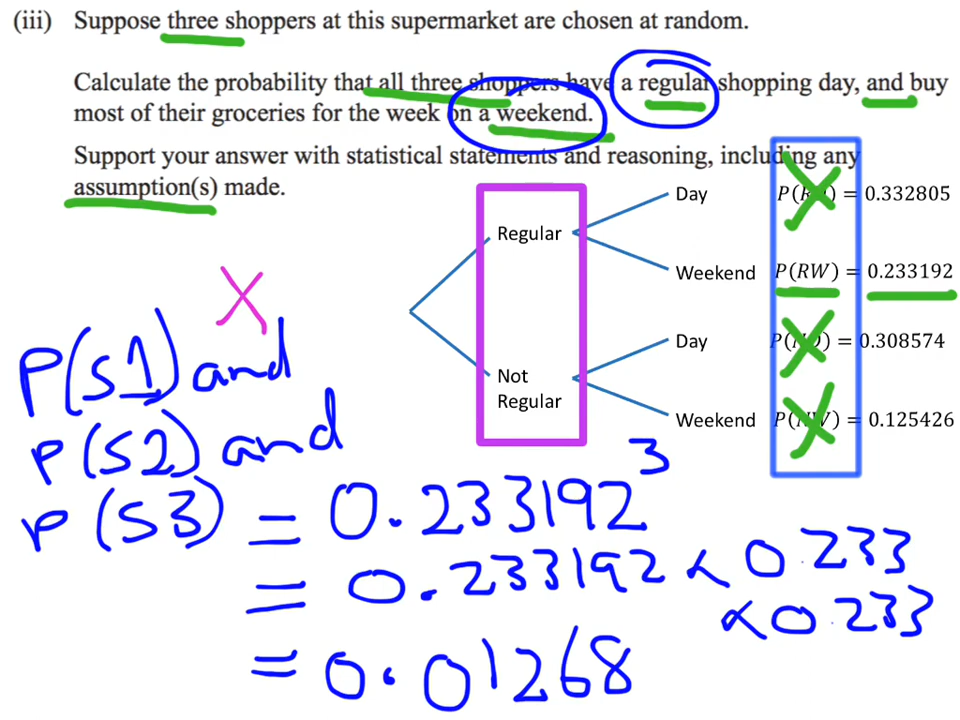 (iii) Suppose three shoppers at this supermarket are chosen at random.
Calculate the probability that all three shoppers have a regular shopping day, and buy
most of their groceries for the week on a weekend.
Support your answer with statistical statements and reasoning, including any
assumption(s) made.
Day P(RD) = 0.332805
Regular
Weekend P(RW) = 0.233192
X
Day P(ND) = 0.308574
P(S1) and
Not
Regular
Weekend P(NW) = 0.125426
P(S2) and
P(S3) = 0.233192³
= 0.233192 × 0.233
× 0.233
= 0.01268